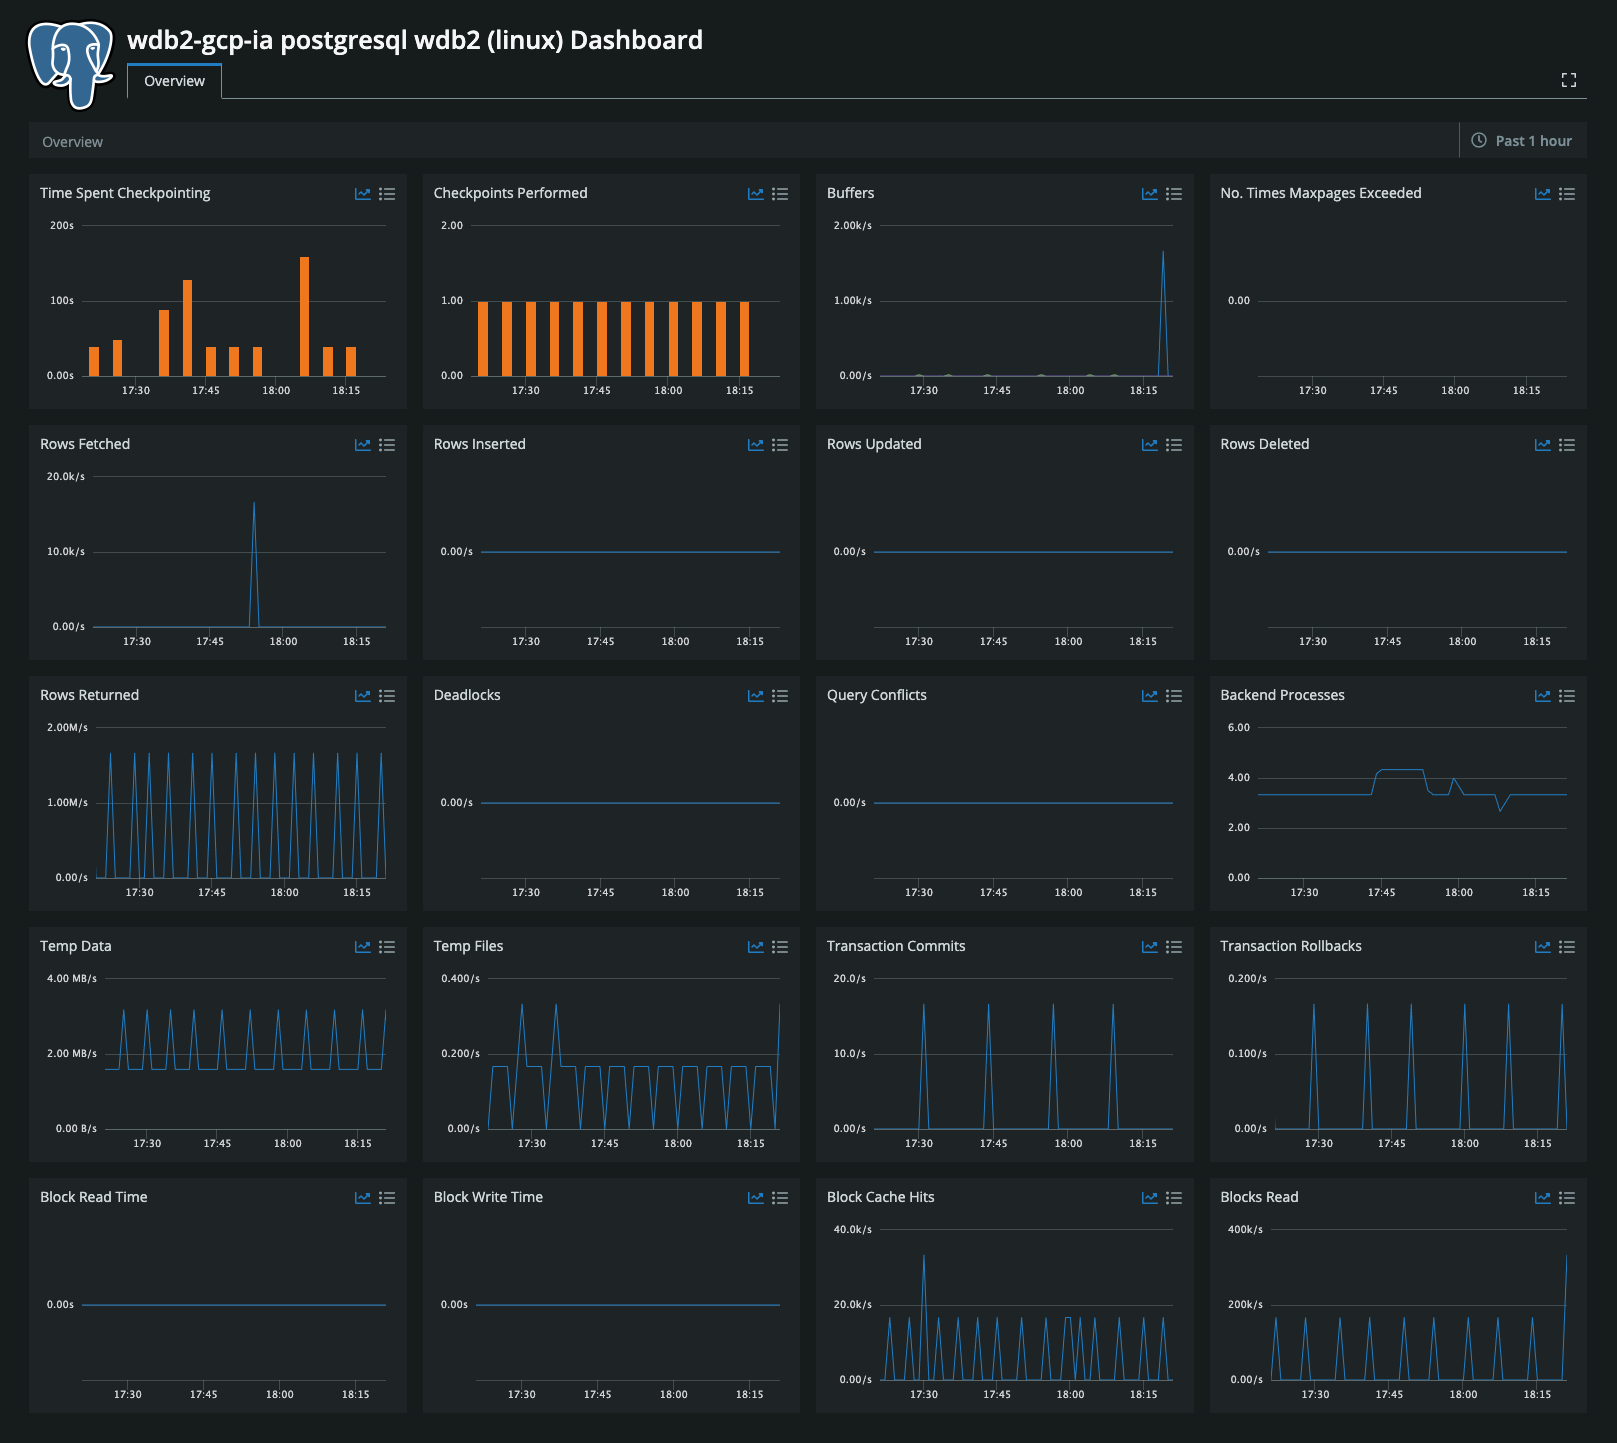 wdb2-gcp-ia postgresql wdb2 (linux) Dashboard
Overview
Overview
Past 1 hour
Time Spent Checkpointing
200s
100s
0.00s
17:30 17:45 18:00 18:15
Checkpoints Performed
2.00
1.00
0.00
17:30 17:45 18:00 18:15
Buffers
2.00k/s
1.00k/s
0.00/s
17:30 17:45 18:00 18:15
No. Times Maxpages Exceeded
0.00
17:30 17:45 18:00 18:15
Rows Fetched
20.0k/s
10.0k/s
0.00/s
17:30 17:45 18:00 18:15
Rows Inserted
0.00/s
17:30 17:45 18:00 18:15
Rows Updated
0.00/s
17:30 17:45 18:00 18:15
Rows Deleted
0.00/s
17:30 17:45 18:00 18:15
Rows Returned
2.00M/s
1.00M/s
0.00/s
17:30 17:45 18:00 18:15
Deadlocks
0.00/s
17:30 17:45 18:00 18:15
Query Conflicts
0.00/s
17:30 17:45 18:00 18:15
Backend Processes
6.00
4.00
2.00
0.00
17:30 17:45 18:00 18:15
Temp Data
4.00 MB/s
2.00 MB/s
0.00 B/s
17:30 17:45 18:00 18:15
Temp Files
0.400/s
0.200/s
0.00/s
17:30 17:45 18:00 18:15
Transaction Commits
20.0/s
10.0/s
0.00/s
17:30 17:45 18:00 18:15
Transaction Rollbacks
0.200/s
0.100/s
0.00/s
17:30 17:45 18:00 18:15
Block Read Time
0.00s
17:30 17:45 18:00 18:15
Block Write Time
0.00s
17:30 17:45 18:00 18:15
Block Cache Hits
40.0k/s
20.0k/s
0.00/s
17:30 17:45 18:00 18:15
Blocks Read
400k/s
200k/s
0.00/s
17:30 17:45 18:00 18:15